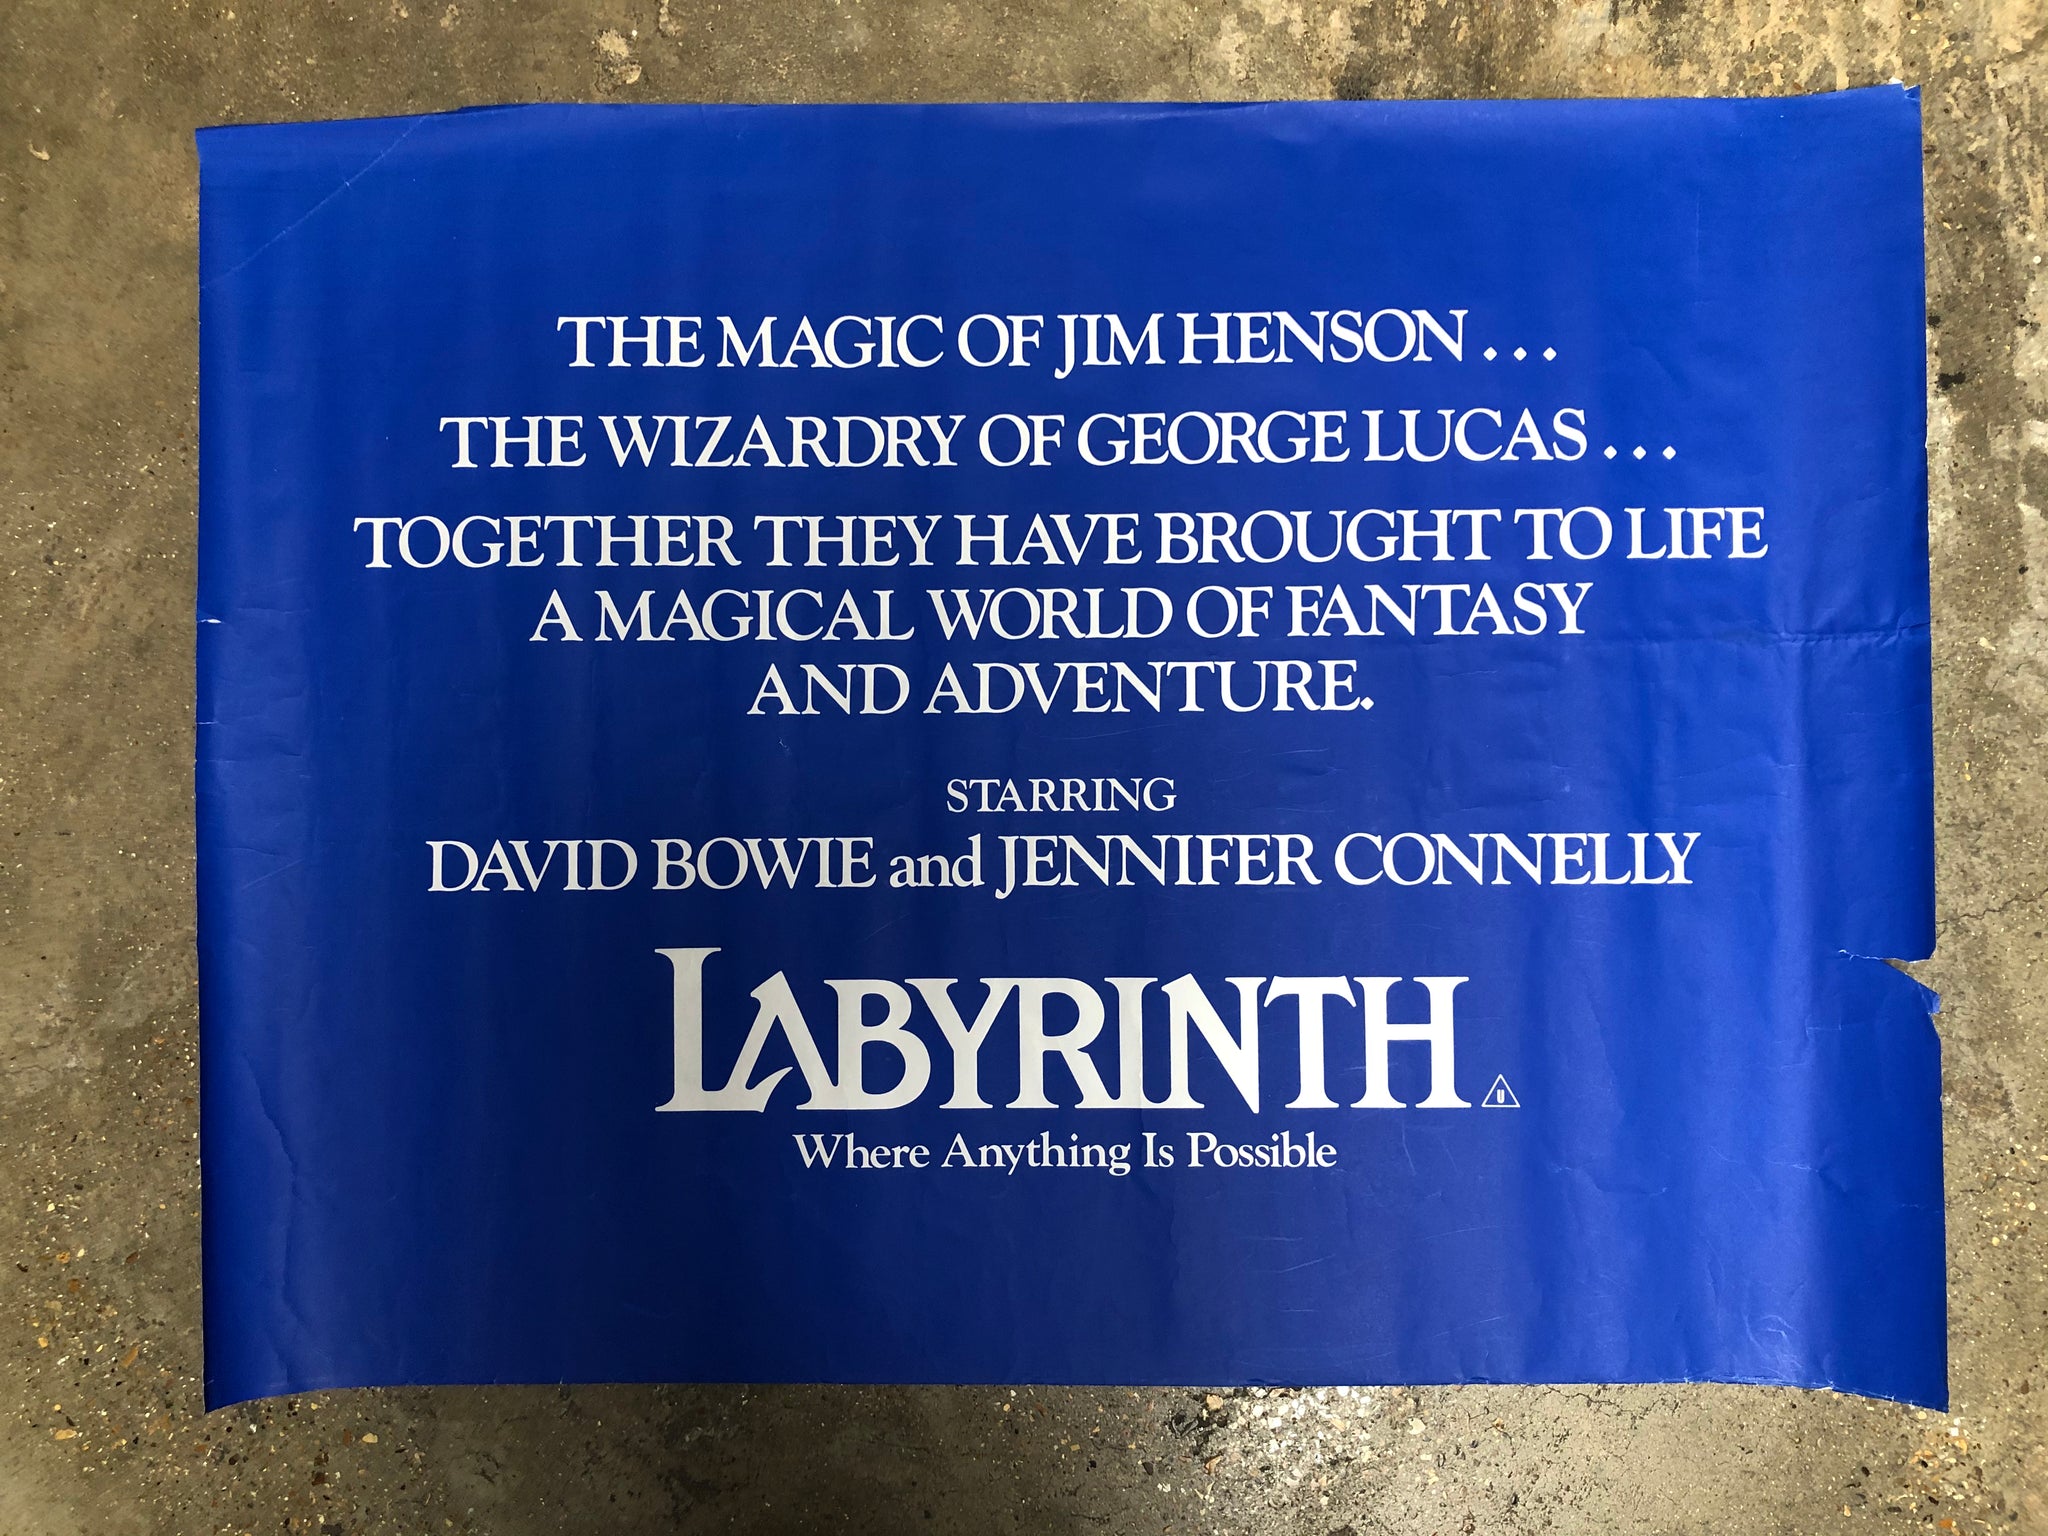 THE MAGIC OF JIM HENSON...
THE WIZARDRY OF GEORGE LUCAS...
TOGETHER THEY HAVE BROUGHT TO LIFE
A MAGICAL WORLD OF FANTASY
AND ADVENTURE.
STARRING
DAVID BOWIE and JENNIFER CONNELLY
LABYRINTH U
Where Anything Is Possible